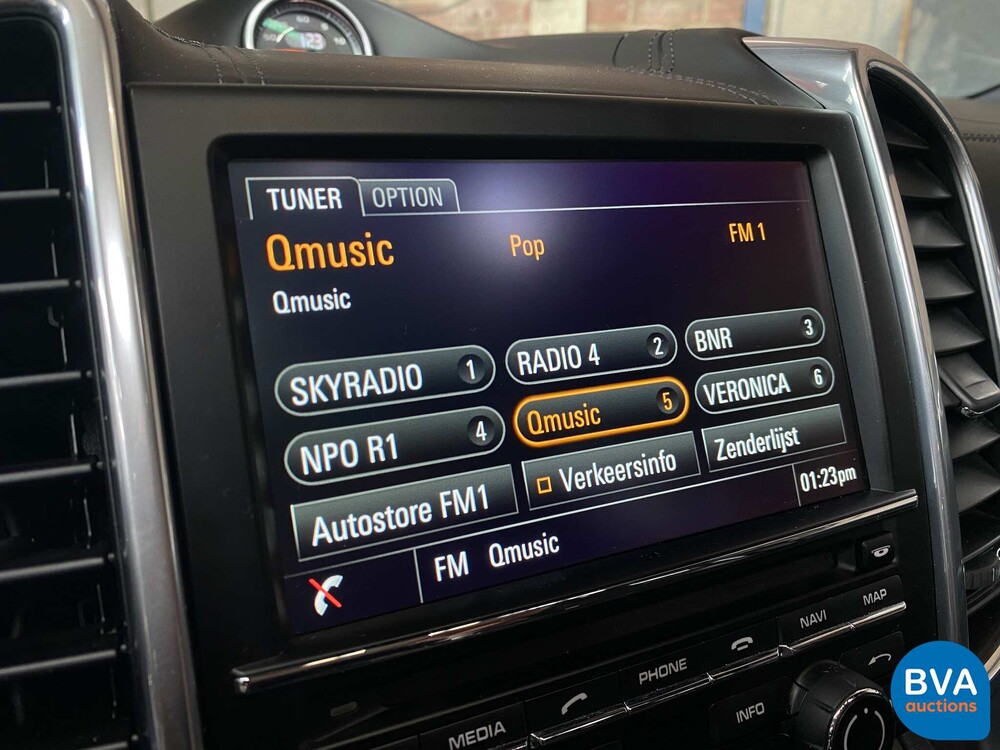 123
TUNER OPTION
Qmusic Pop FM 1
Qmusic
SKYRADIO 1 RADIO 4 2 BNR 3
NPO R1 4 Qmusic 5 VERONICA 6
Autostore FM1 Verkeersinfo Zenderlijst
01:23pm
FM Qmusic
MEDIA PHONE NAVI MAP
INFO
BVA
auctions